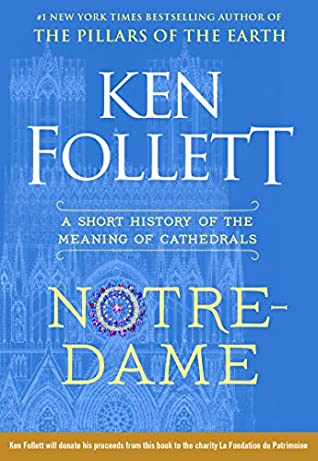 #1 NEW YORK TIMES BESTSELLING AUTHOR OF
THE PILLARS OF THE EARTH
KEN
FOLLETT
A SHORT HISTORY OF THE
MEANING OF CATHEDRALS
NOTRE-
DAME
Ken Follett will donate his proceeds from this book to the charity La Fondation du Patrimoine